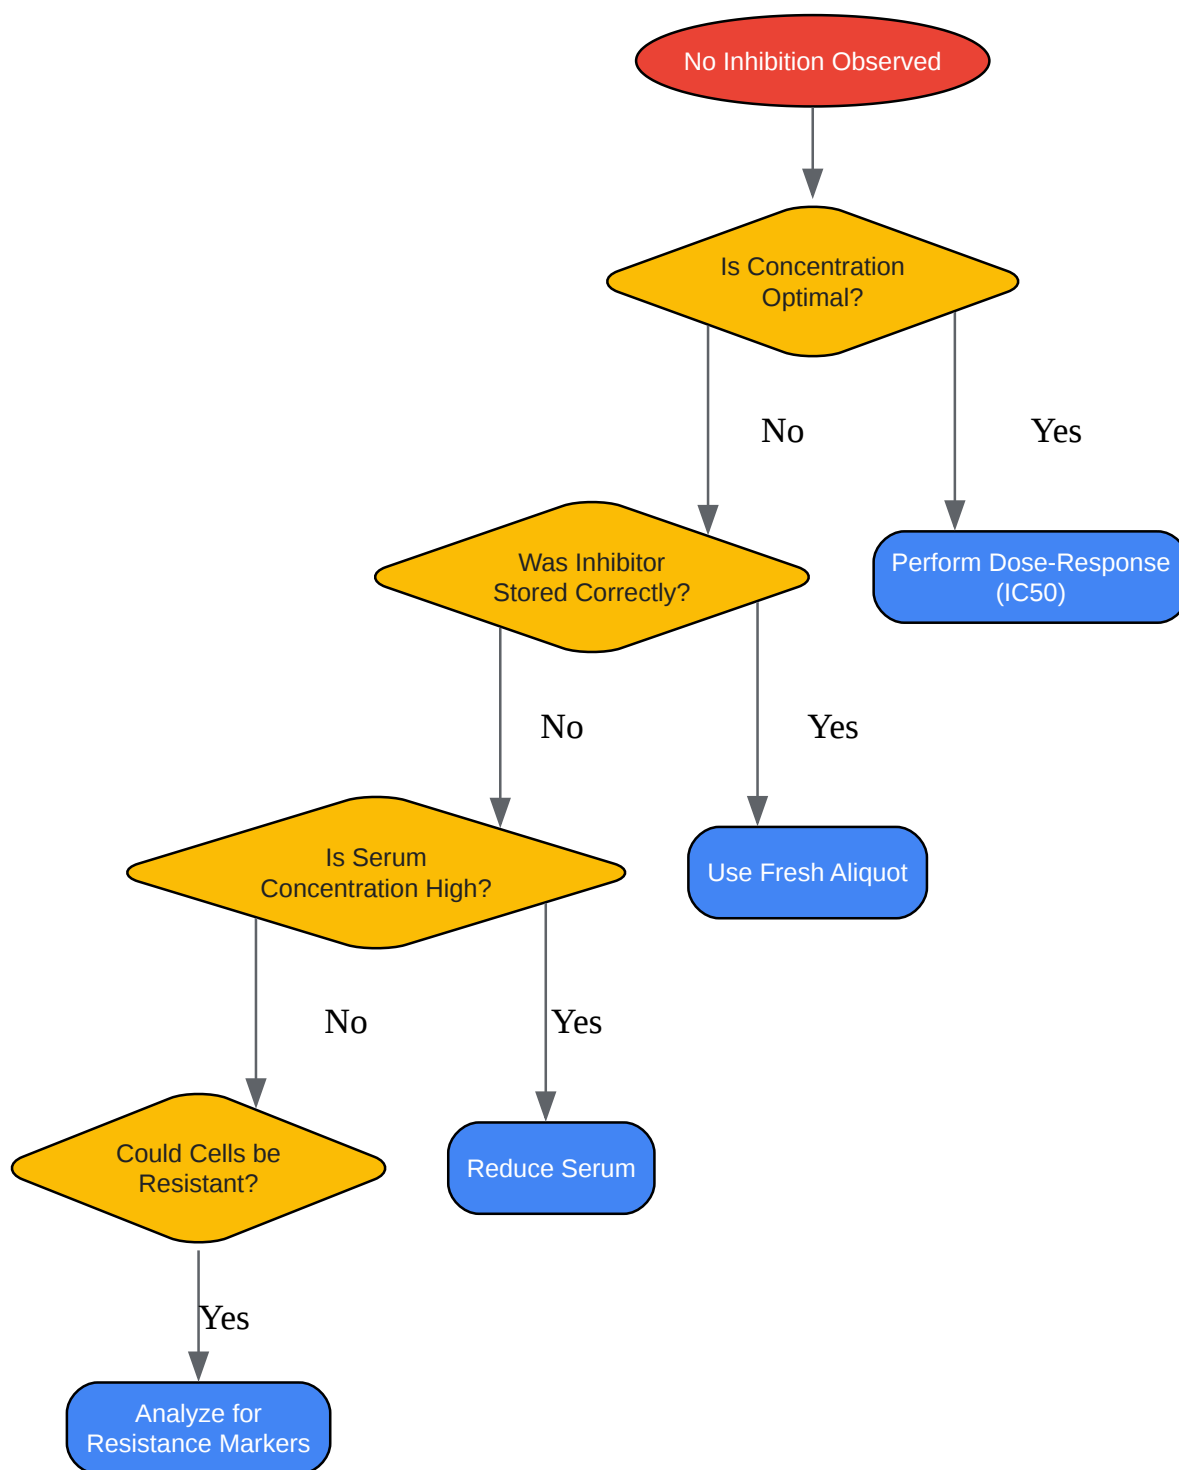 No Inhibition Observed
Is Concentration
Optimal?
No
Yes
Was Inhibitor
Stored Correctly?
Perform Dose-Response
(IC50)
No
Yes
Is Serum
Concentration High?
Use Fresh Aliquot
No
Yes
Could Cells be
Resistant?
Reduce Serum
Yes
Analyze for
Resistance Markers